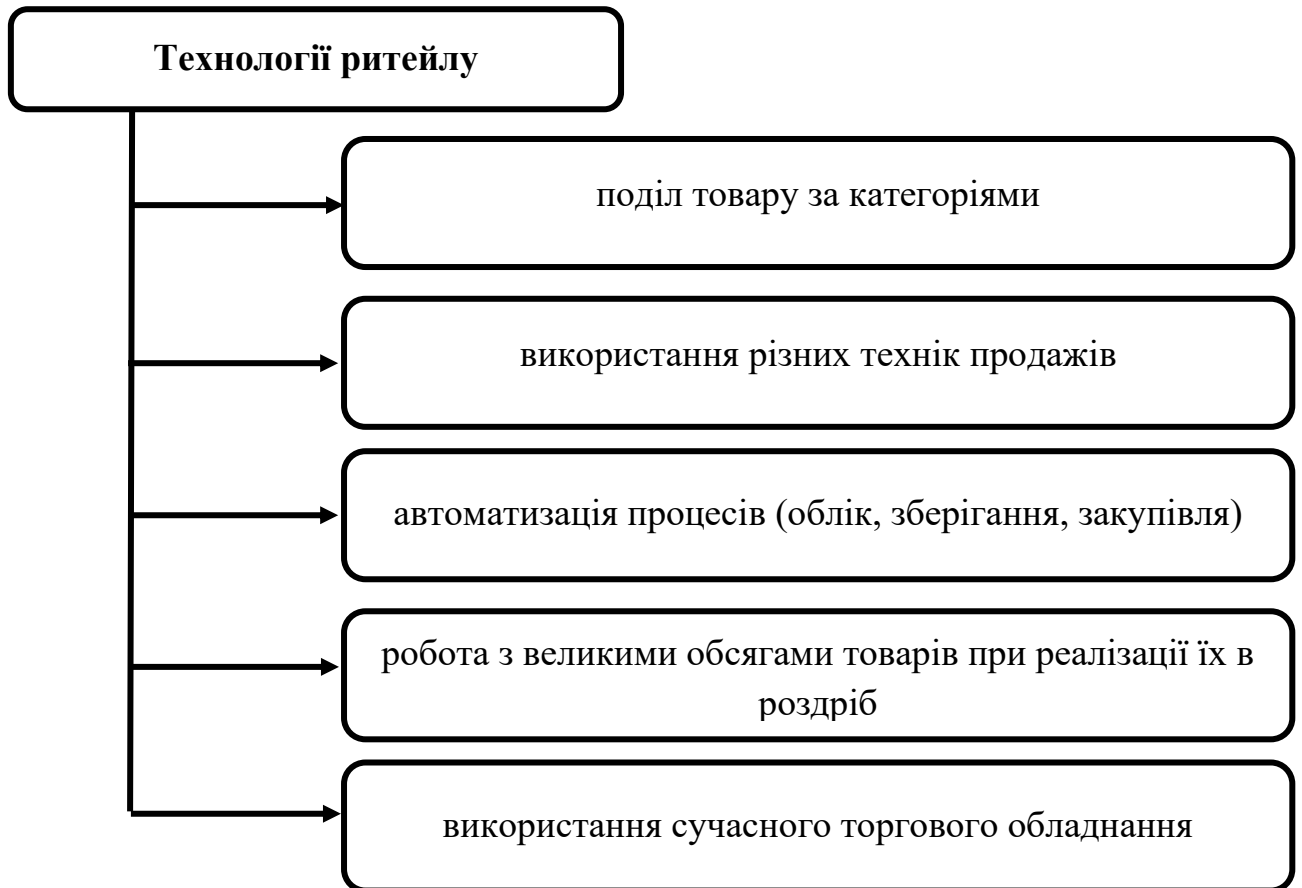 Технології ритейлу
поділ товару за категоріями
використання різних технік продажів
автоматизація процесів (облік, зберігання, закупівля)
робота з великими обсягами товарів при реалізації їх в
роздріб
використання сучасного торгового обладнання